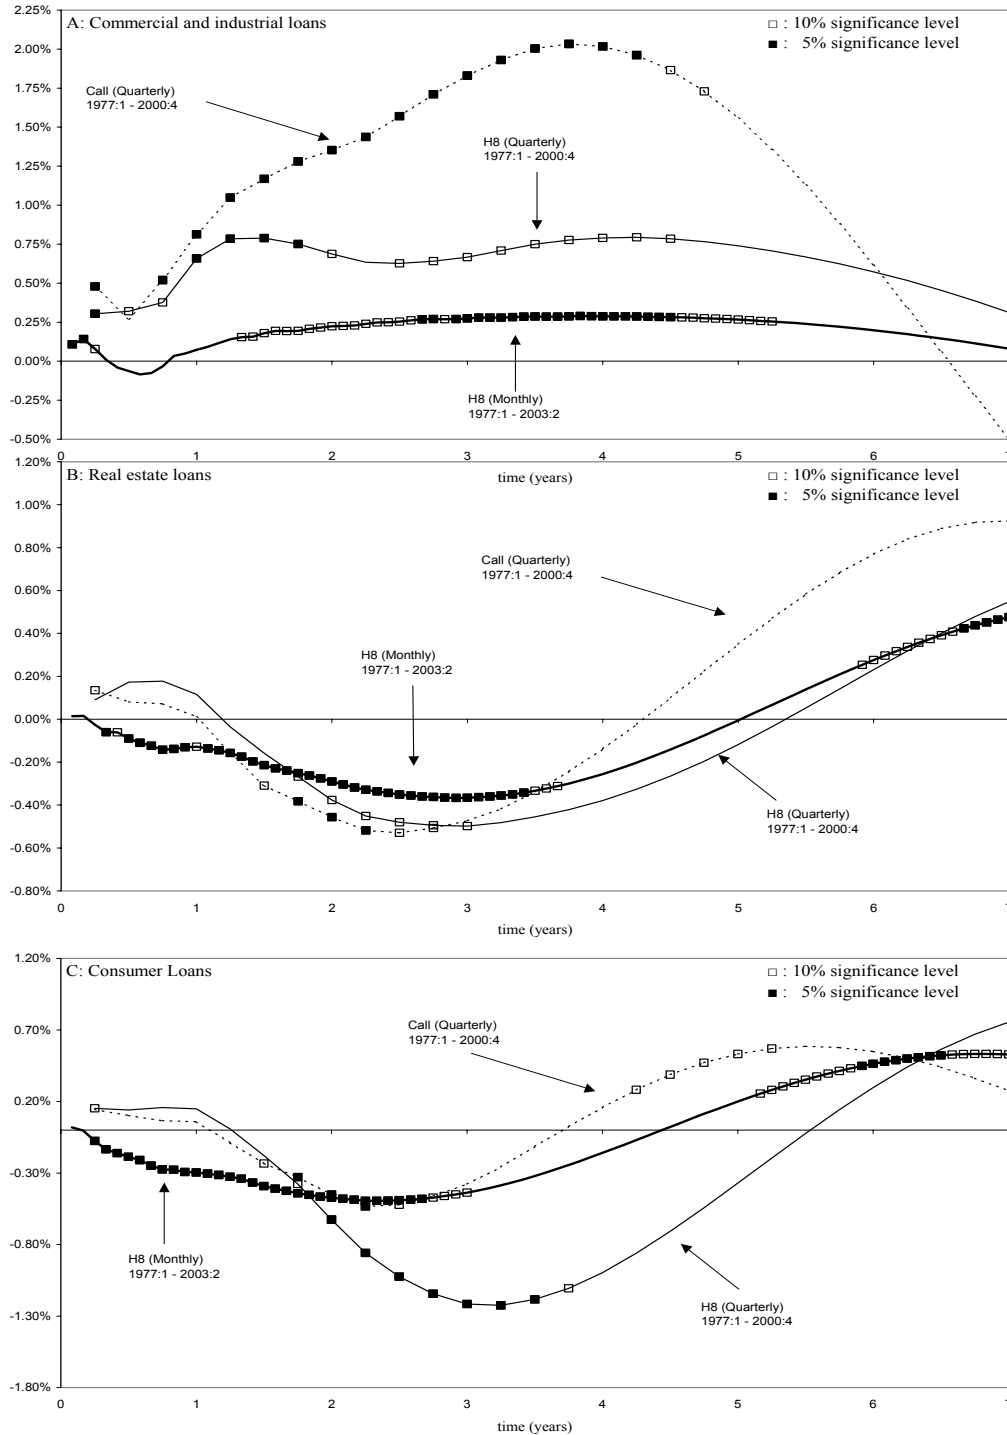 2.25%
A: Commercial and industrial loans
□ : 10% significance level
■ : 5% significance level
2.00%
1.75%
Call (Quarterly)
1977:1 - 2000:4
1.50%
H8 (Quarterly)
1977:1 - 2000:4
1.25%
1.00%
0.75%
0.50%
0.25%
0.00%
H8 (Monthly)
1977:1 - 2003:2
-0.25%
-0.50%
0 1 2 3 4 5 6 7
time (years)
1.20%
B: Real estate loans
□ : 10% significance level
■ : 5% significance level
1.00%
0.80%
Call (Quarterly)
1977:1 - 2000:4
0.60%
0.40%
H8 (Monthly)
1977:1 - 2003:2
0.20%
0.00%
-0.20%
-0.40%
H8 (Quarterly)
1977:1 - 2000:4
-0.60%
-0.80%
0 1 2 3 4 5 6 7
time (years)
1.20%
C: Consumer Loans
□ : 10% significance level
■ : 5% significance level
0.70%
Call (Quarterly)
1977:1 - 2000:4
0.20%
-0.30%
-0.80%
H8 (Monthly)
1977:1 - 2003:2
-1.30%
H8 (Quarterly)
1977:1 - 2000:4
-1.80%
0 1 2 3 4 5 6 7
time (years)